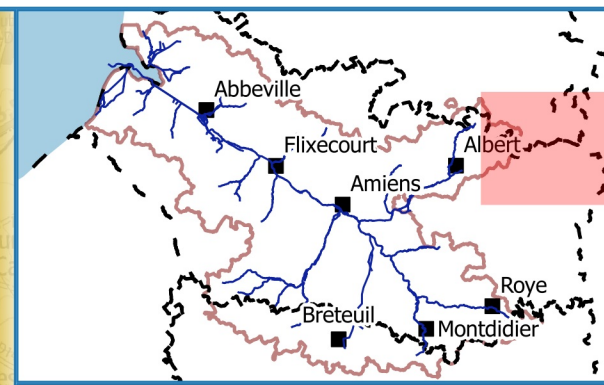 Abbeville
Flixecourt
Albert
Amiens
Roye
Breteuil
Montdidier